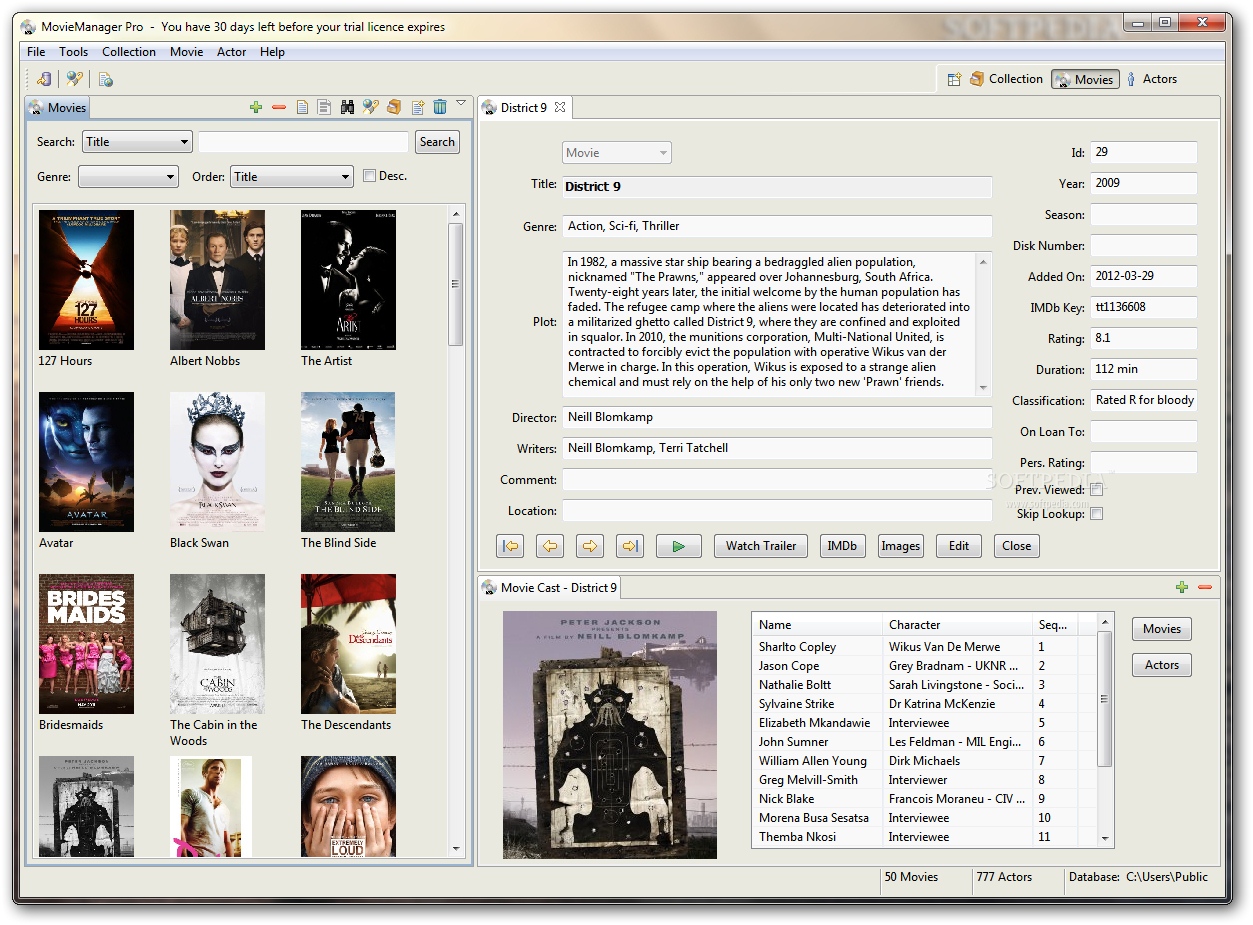 MovieManager Pro - You have 30 days left before your trial licence expires
SOFTPEDIA
File Tools Collection Movie Actor Help
Collection Movies Actors
Movies
Search: Title Search
Genre: Order: Title Desc.
A TRIUMPHANT TRUE STORY
127 HOURS
127 Hours
ALBERT NOBBS
Albert Nobbs
The Artist
AVATAR
Avatar
BLACK SWAN
Black Swan
SANDRA BULLOCK
THE BLIND SIDE
The Blind Side
BRIDES
MAIDS
Bridesmaids
THE CABIN IN THE WOODS
The Cabin in the
Woods
the Descendants
The Descendants
PETER JACKSON
EXTREMELY
LOUD
District 9
Movie
Title: District 9
Genre: Action, Sci-fi, Thriller
Plot:
In 1982, a massive star ship bearing a bedraggled alien population,
nicknamed "The Prawns," appeared over Johannesburg, South Africa.
Twenty-eight years later, the initial welcome by the human population has
faded. The refugee camp where the aliens were located has deteriorated into
a militarized ghetto called District 9, where they are confined and exploited
in squalor. In 2010, the munitions corporation, Multi-National United, is
contracted to forcibly evict the population with operative Wikus van der
Merwe in charge. In this operation, Wikus is exposed to a strange alien
chemical and must rely on the help of his only two new 'Prawn' friends.
Director: Neill Blomkamp
Writers: Neill Blomkamp, Terri Tatchell
Comment:
Location:
Id: 29
Year: 2009
Season:
Disk Number:
Added On: 2012-03-29
IMDb Key: tt1136608
Rating: 8.1
Duration: 112 min
Classification: Rated R for bloody
On Loan To:
Pers. Rating:
SOFTPEDIA
Prev. Viewed:
www.softpedia.com
Skip Lookup:
Watch Trailer IMDb Images Edit Close
Movie Cast - District 9
PETER JACKSON
PRESENTS
A FILM BY NEILL BLOMKAMP
Name Character Seq...
Sharlto Copley Wikus Van De Merwe 1
Jason Cope Grey Bradnam - UKNR ... 2
Nathalie Boltt Sarah Livingstone - Soci... 3
Sylvaine Strike Dr Katrina McKenzie 4
Elizabeth Mkandawie Interviewee 5
John Sumner Les Feldman - MIL Engi... 6
William Allen Young Dirk Michaels 7
Greg Melvill-Smith Interviewer 8
Nick Blake Francois Moraneu - CIV ... 9
Morena Busa Sesatsa Interviewee 10
Themba Nkosi Interviewee 11
Movies
Actors
50 Movies 777 Actors Database: C:\Users\Public